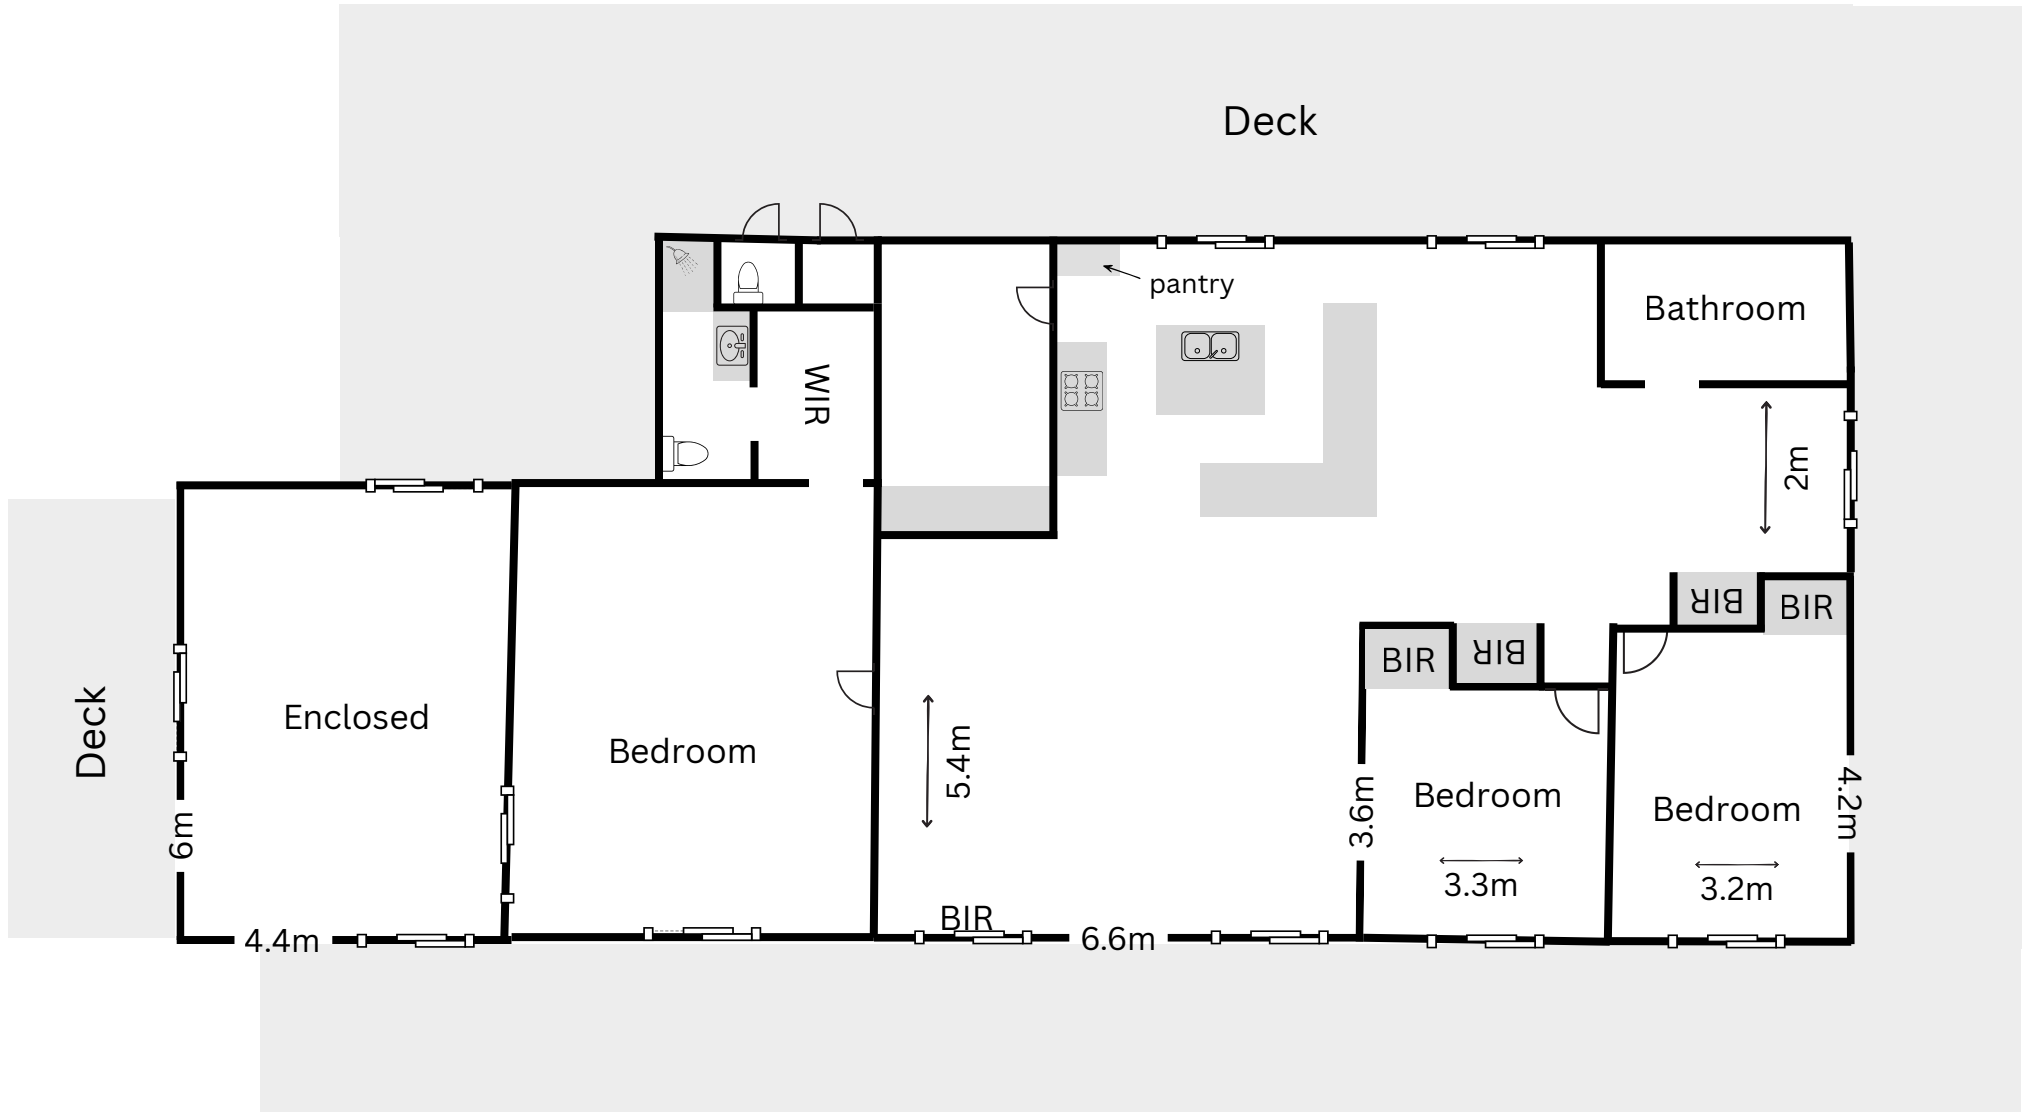 Deck
pantry
Bathroom
WIR
2m
BIR
BIR
BIR
BIR
Enclosed
Deck
Bedroom
5.4m
Bedroom
Bedroom
3.6m
4.2m
6m
3.3m
3.2m
BIR
4.4m
6.6m